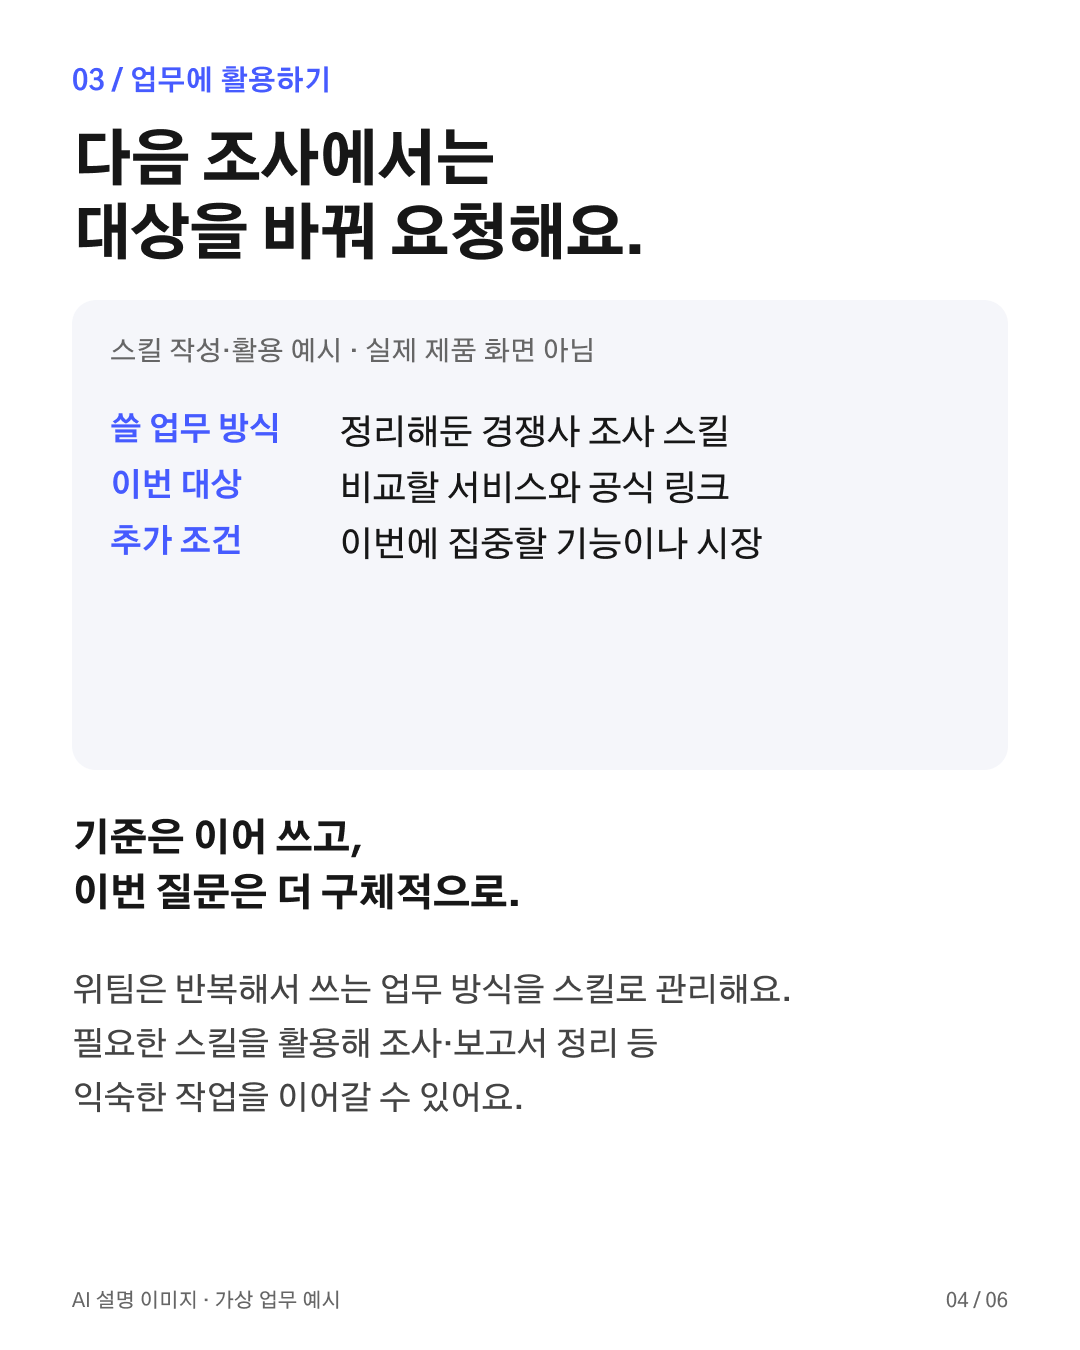 03 / 업무에 활용하기
다음 조사에서는
대상을 바꿔 요청해요.
스킬 작성·활용 예시 · 실제 제품 화면 아님
쓸 업무 방식 정리해둔 경쟁사 조사 스킬
이번 대상 비교할 서비스와 공식 링크
추가 조건 이번에 집중할 기능이나 시장
기준은 이어 쓰고,
이번 질문은 더 구체적으로.
위팀은 반복해서 쓰는 업무 방식을 스킬로 관리해요.
필요한 스킬을 활용해 조사·보고서 정리 등
익숙한 작업을 이어갈 수 있어요.
AI 설명 이미지 · 가상 업무 예시 04 / 06